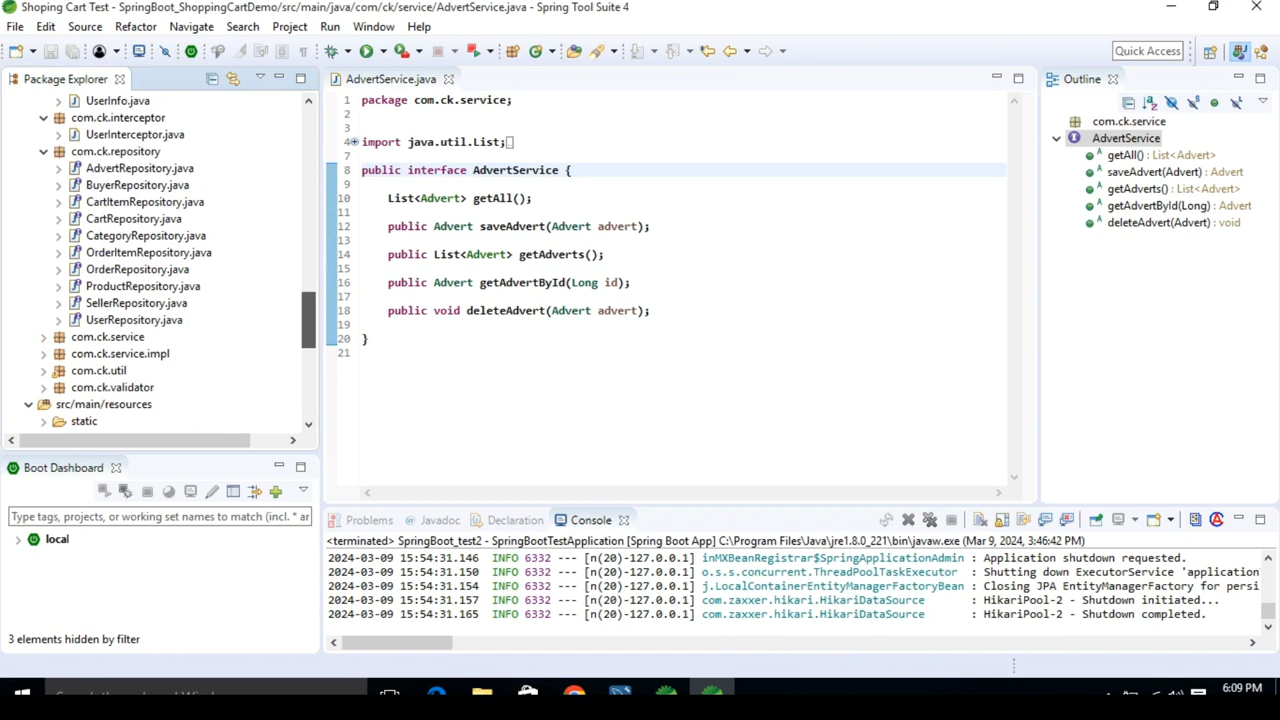 Shoping Cart Test - SpringBoot_ShoppingCartDemo/src/main/java/com/ck/service/AdvertService.java - Spring Tool Suite 4
File Edit Source Refactor Navigate Search Project Run Window Help
Quick Access
Package Explorer
UserInfo.java
com.ck.interceptor
UserInterceptor.java
com.ck.repository
AdvertRepository.java
BuyerRepository.java
CartItemRepository.java
CartRepository.java
CategoryRepository.java
OrderItemRepository.java
OrderRepository.java
ProductRepository.java
SellerRepository.java
UserRepository.java
com.ck.service
com.ck.service.impl
com.ck.util
com.ck.validator
src/main/resources
static
AdvertService.java
1 package com.ck.service;
2
3
4 import java.util.List;
7
8 public interface AdvertService {
9
10 List<Advert> getAll();
11
12 public Advert saveAdvert(Advert advert);
13
14 public List<Advert> getAdverts();
15
16 public Advert getAdvertById(Long id);
17
18 public void deleteAdvert(Advert advert);
19
20 }
21
Outline
com.ck.service
AdvertService
getAll() : List<Advert>
saveAdvert(Advert) : Advert
getAdverts() : List<Advert>
getAdvertById(Long) : Advert
deleteAdvert(Advert) : void
Boot Dashboard
Type tags, projects, or working set names to match (incl. * ar
local
3 elements hidden by filter
Problems Javadoc Declaration Console
<terminated> SpringBoot_test2 - SpringBootTestApplication [Spring Boot App] C:\Program Files\Java\jre1.8.0_221\bin\javaw.exe (Mar 9, 2024, 3:46:42 PM)
2024-03-09 15:54:31.146 INFO 6332 --- [n(20)-127.0.0.1] inMXBeanRegistrar$SpringApplicationAdmin : Application shutdown requested.
2024-03-09 15:54:31.150 INFO 6332 --- [n(20)-127.0.0.1] o.s.s.concurrent.ThreadPoolTaskExecutor : Shutting down ExecutorService 'application
2024-03-09 15:54:31.154 INFO 6332 --- [n(20)-127.0.0.1] j.LocalContainerEntityManagerFactoryBean : Closing JPA EntityManagerFactory for persi
2024-03-09 15:54:31.157 INFO 6332 --- [n(20)-127.0.0.1] com.zaxxer.hikari.HikariDataSource : HikariPool-2 - Shutdown initiated...
2024-03-09 15:54:31.165 INFO 6332 --- [n(20)-127.0.0.1] com.zaxxer.hikari.HikariDataSource : HikariPool-2 - Shutdown completed.
6:09 PM